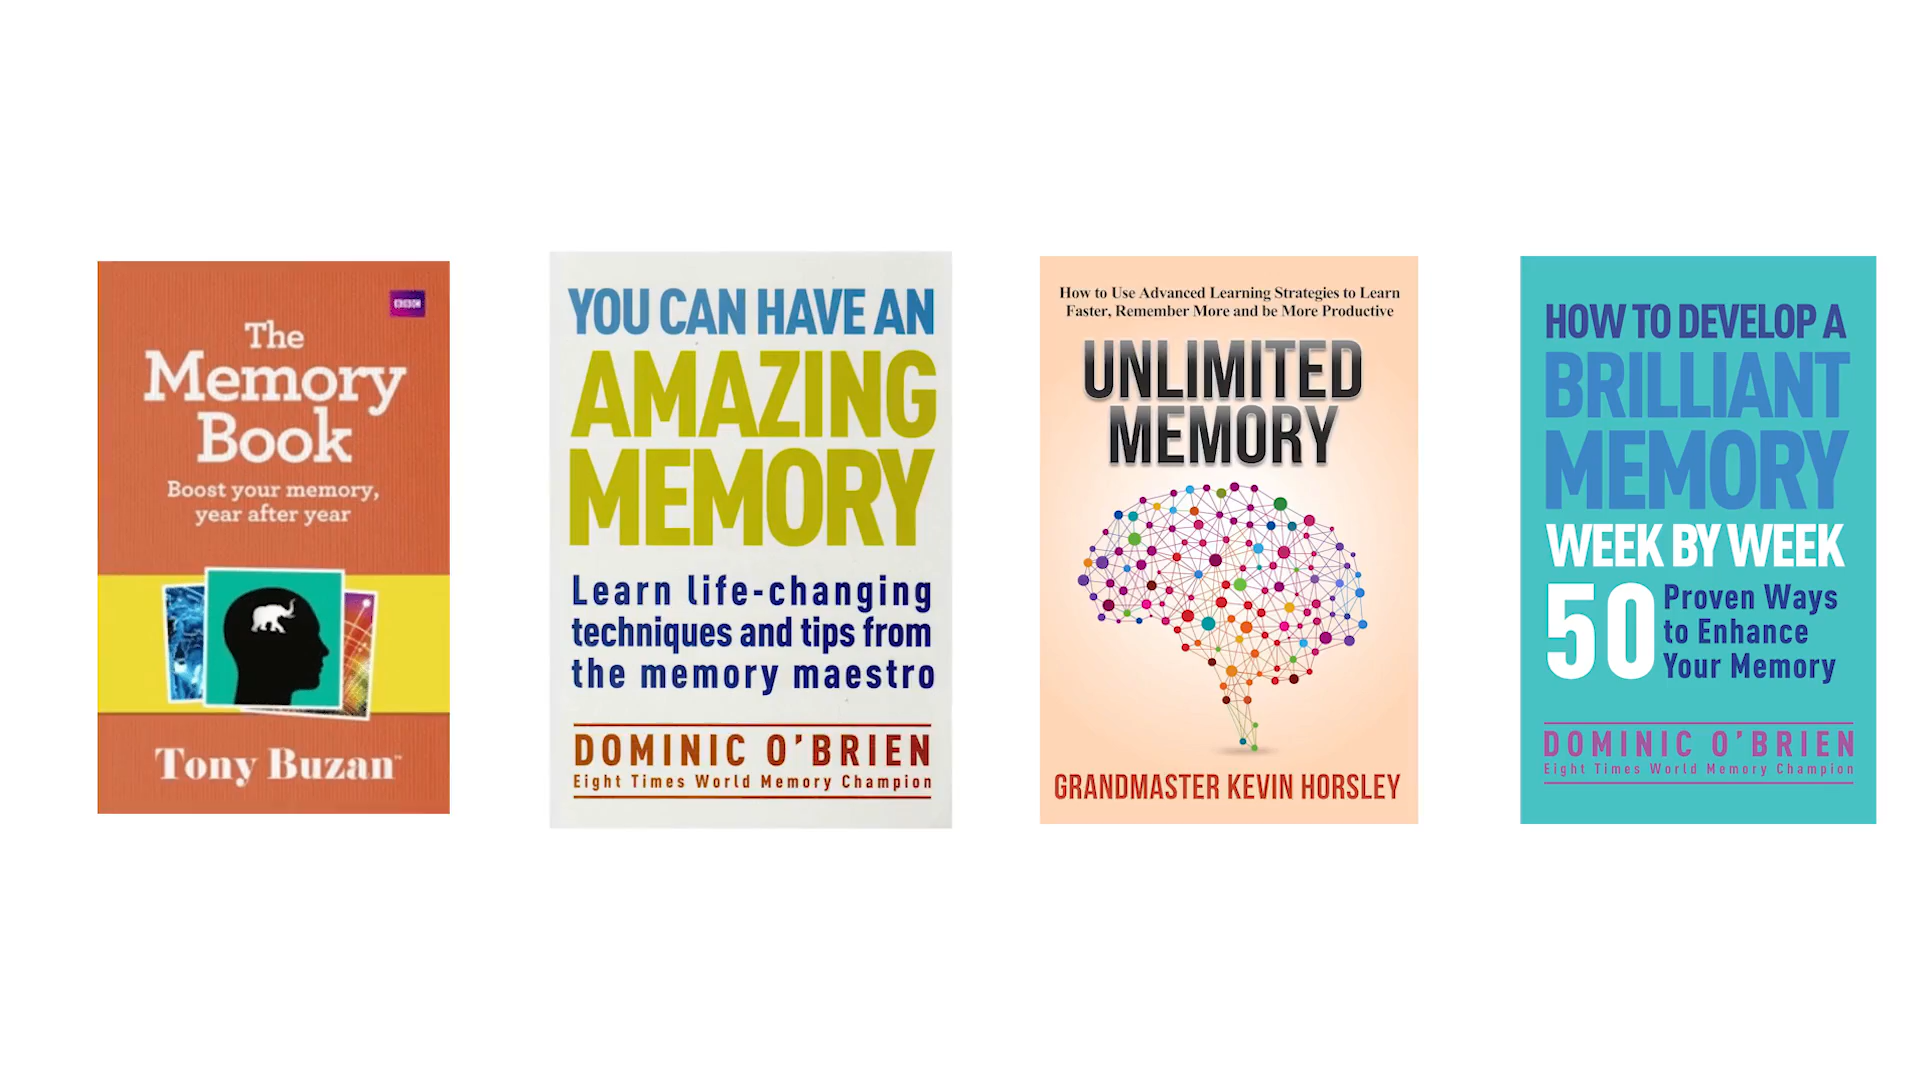 BBC
The
Memory
Book
Boost your memory,
year after year
Tony Buzan™
YOU CAN HAVE AN
AMAZING
MEMORY
Learn life-changing
techniques and tips from
the memory maestro
DOMINIC O'BRIEN
Eight Times World Memory Champion
How to Use Advanced Learning Strategies to Learn
Faster, Remember More and be More Productive
UNLIMITED
MEMORY
GRANDMASTER KEVIN HORSLEY
HOW TO DEVELOP A
BRILLIANT
MEMORY
WEEK BY WEEK
50 Proven Ways
to Enhance
Your Memory
DOMINIC O'BRIEN
Eight Times World Memory Champion